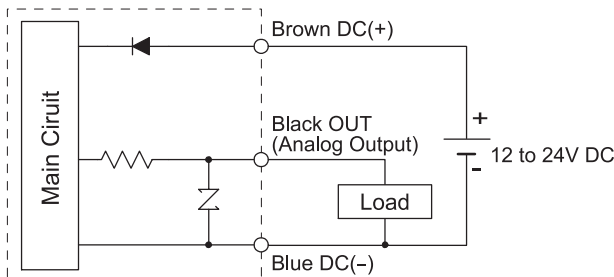 Brown DC(+)
Main Ciruit
Black OUT
(Analog Output)
+
12 to 24V DC
-
Load
Blue DC(−)